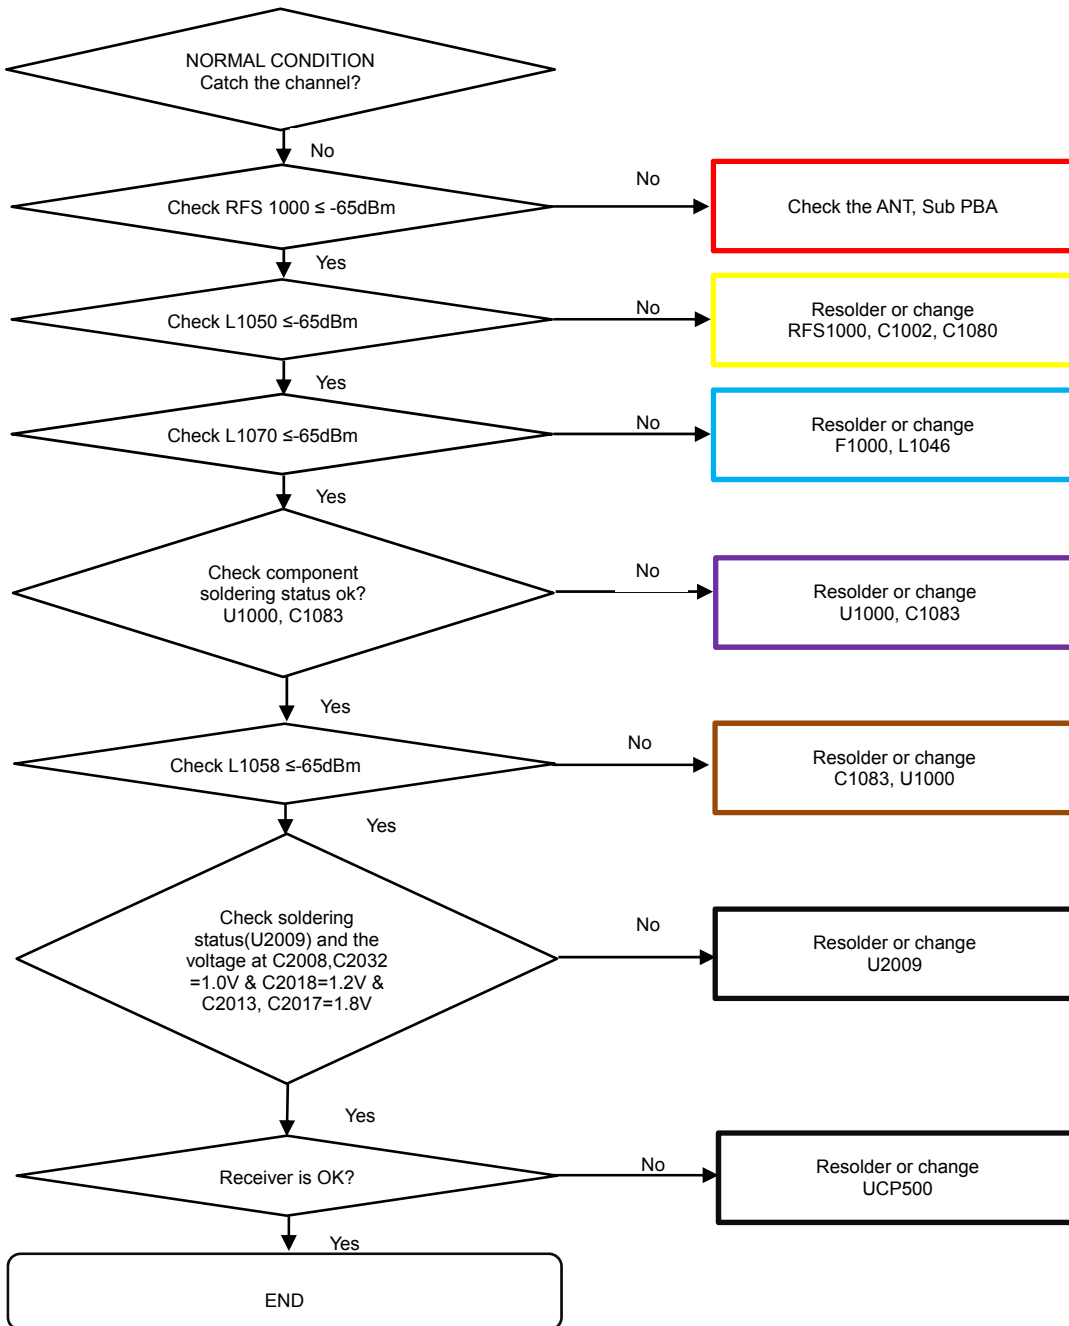 NORMAL CONDITION
Catch the channel?
No
Check RFS 1000 ≤ -65dBm
No
Check the ANT, Sub PBA
Yes
Check L1050 ≤-65dBm
No
Resolder or change
RFS1000, C1002, C1080
Yes
Check L1070 ≤-65dBm
No
Resolder or change
F1000, L1046
Yes
Check component
soldering status ok?
U1000, C1083
No
Resolder or change
U1000, C1083
Yes
Check L1058 ≤-65dBm
No
Resolder or change
C1083, U1000
Yes
Check soldering
status(U2009) and the
voltage at C2008,C2032
=1.0V & C2018=1.2V &
C2013, C2017=1.8V
No
Resolder or change
U2009
Yes
Receiver is OK?
No
Resolder or change
UCP500
Yes
END